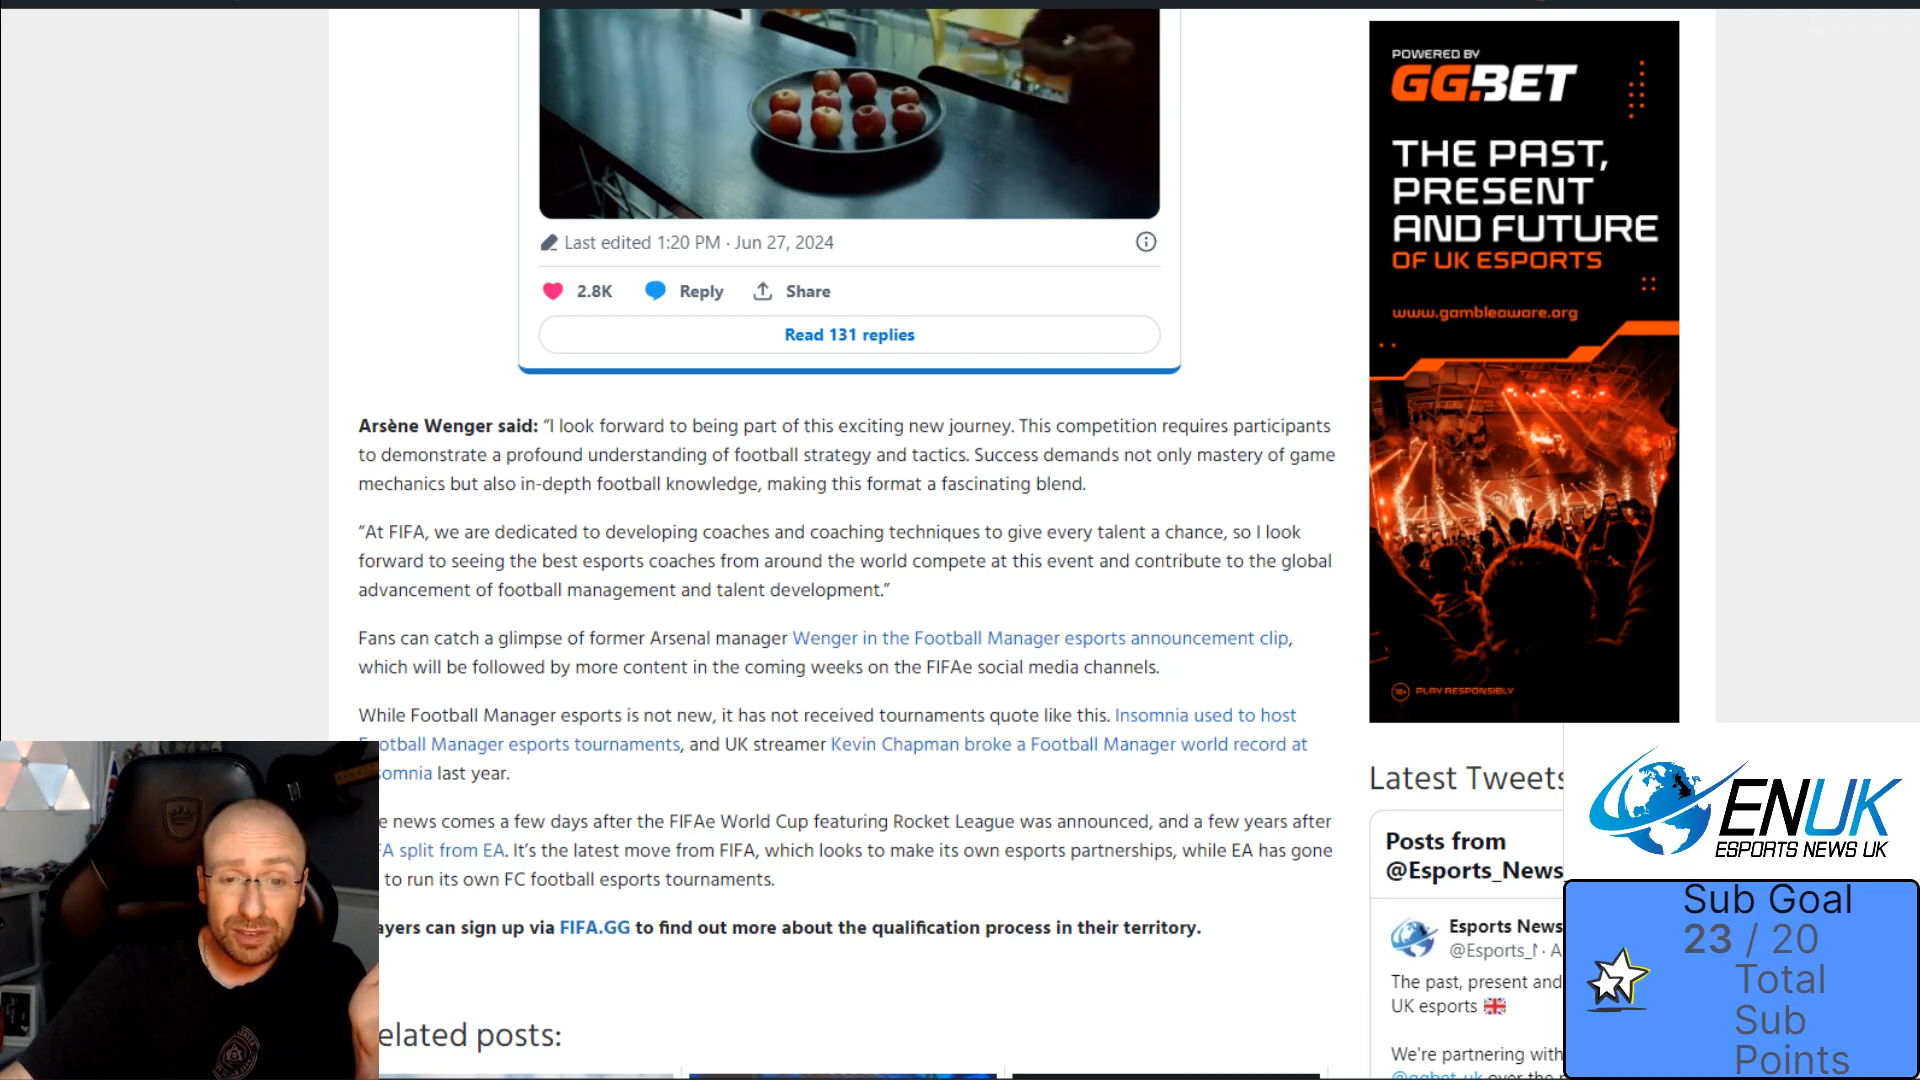 Last edited 1:20 PM · Jun 27, 2024
2.8K Reply Share
Read 131 replies
Arsène Wenger said: “I look forward to being part of this exciting new journey. This competition requires participants
to demonstrate a profound understanding of football strategy and tactics. Success demands not only mastery of game
mechanics but also in-depth football knowledge, making this format a fascinating blend.
“At FIFA, we are dedicated to developing coaches and coaching techniques to give every talent a chance, so I look
forward to seeing the best esports coaches from around the world compete at this event and contribute to the global
advancement of football management and talent development.”
Fans can catch a glimpse of former Arsenal manager Wenger in the Football Manager esports announcement clip,
which will be followed by more content in the coming weeks on the FIFAe social media channels.
While Football Manager esports is not new, it has not received tournaments quote like this. Insomnia used to host
ootball Manager esports tournaments, and UK streamer Kevin Chapman broke a Football Manager world record at
somnia last year.
e news comes a few days after the FIFAe World Cup featuring Rocket League was announced, and a few years after
FA split from EA. It’s the latest move from FIFA, which looks to make its own esports partnerships, while EA has gone
to run its own FC football esports tournaments.
ayers can sign up via FIFA.GG to find out more about the qualification process in their territory.
elated posts:
POWERED BY
GG.BET
THE PAST,
PRESENT
AND FUTURE
OF UK ESPORTS
www.gambleaware.org
18+ PLAY RESPONSIBLY
Latest Tweets
Posts from
@Esports_News
Esports News
@Esports_ · A
The past, present and
UK esports
We're partnering with
@ggbet_uk over the
ENUK
ESPORTS NEWS UK
Sub Goal
23 / 20
Total
Sub
Points